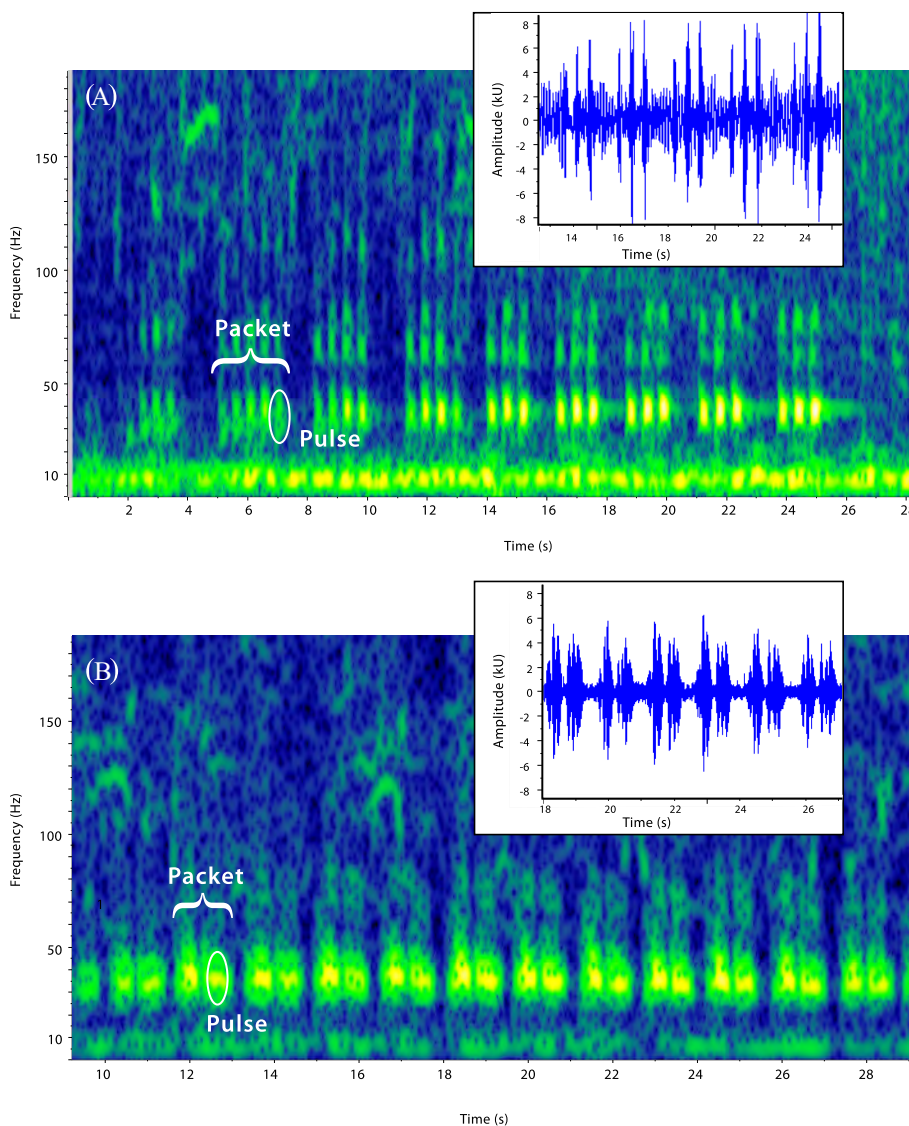 (A)
Frequency (Hz)
150
100
50
10
Packet
Pulse
2 4 6 8 10 12 14 16 18 20 22 24 26 28
Time (s)
Amplitude (kU)
8
6
4
2
0
-2
-4
-6
-8
14 16 18 20 22 24
Time (s)
(B)
Frequency (Hz)
150
100
50
10
Packet
Pulse
10 12 14 16 18 20 22 24 26 28
Time (s)
Amplitude (kU)
8
6
4
2
0
-2
-4
-6
-8
18 20 22 24 26
Time (s)